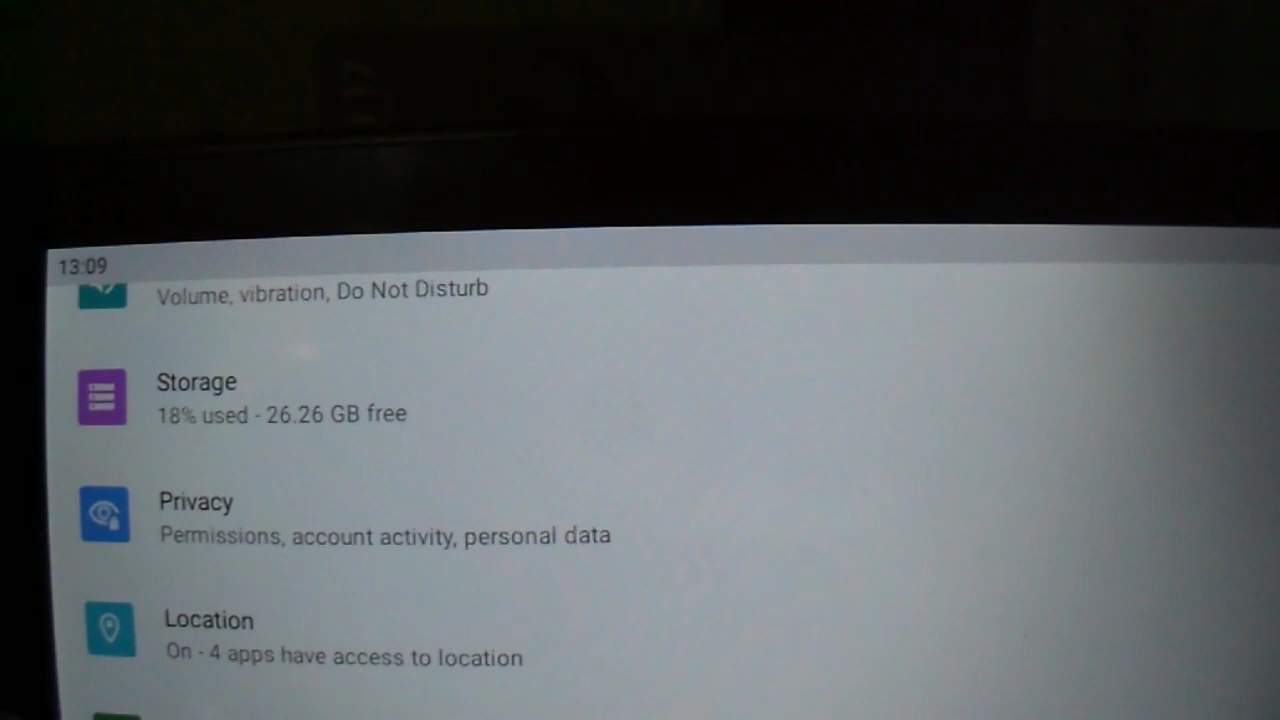 13:09
Volume, vibration, Do Not Disturb
Storage
18% used - 26.26 GB free
Privacy
Permissions, account activity, personal data
Location
On - 4 apps have access to location